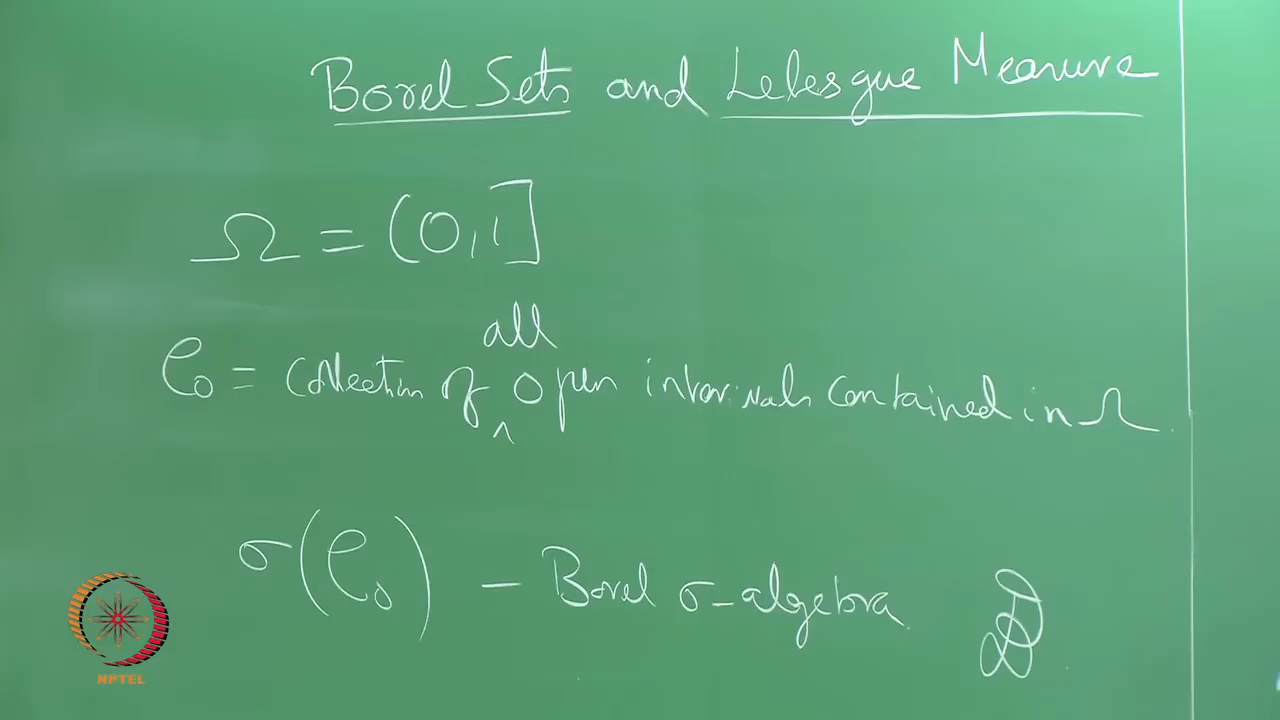 Borel Sets and Lebesgue Measure
Ω = (0,1]
all
C₀ = Collection of ^ open intervals contained in Ω.
σ(C₀) – Borel σ-algebra. B
NPTEL